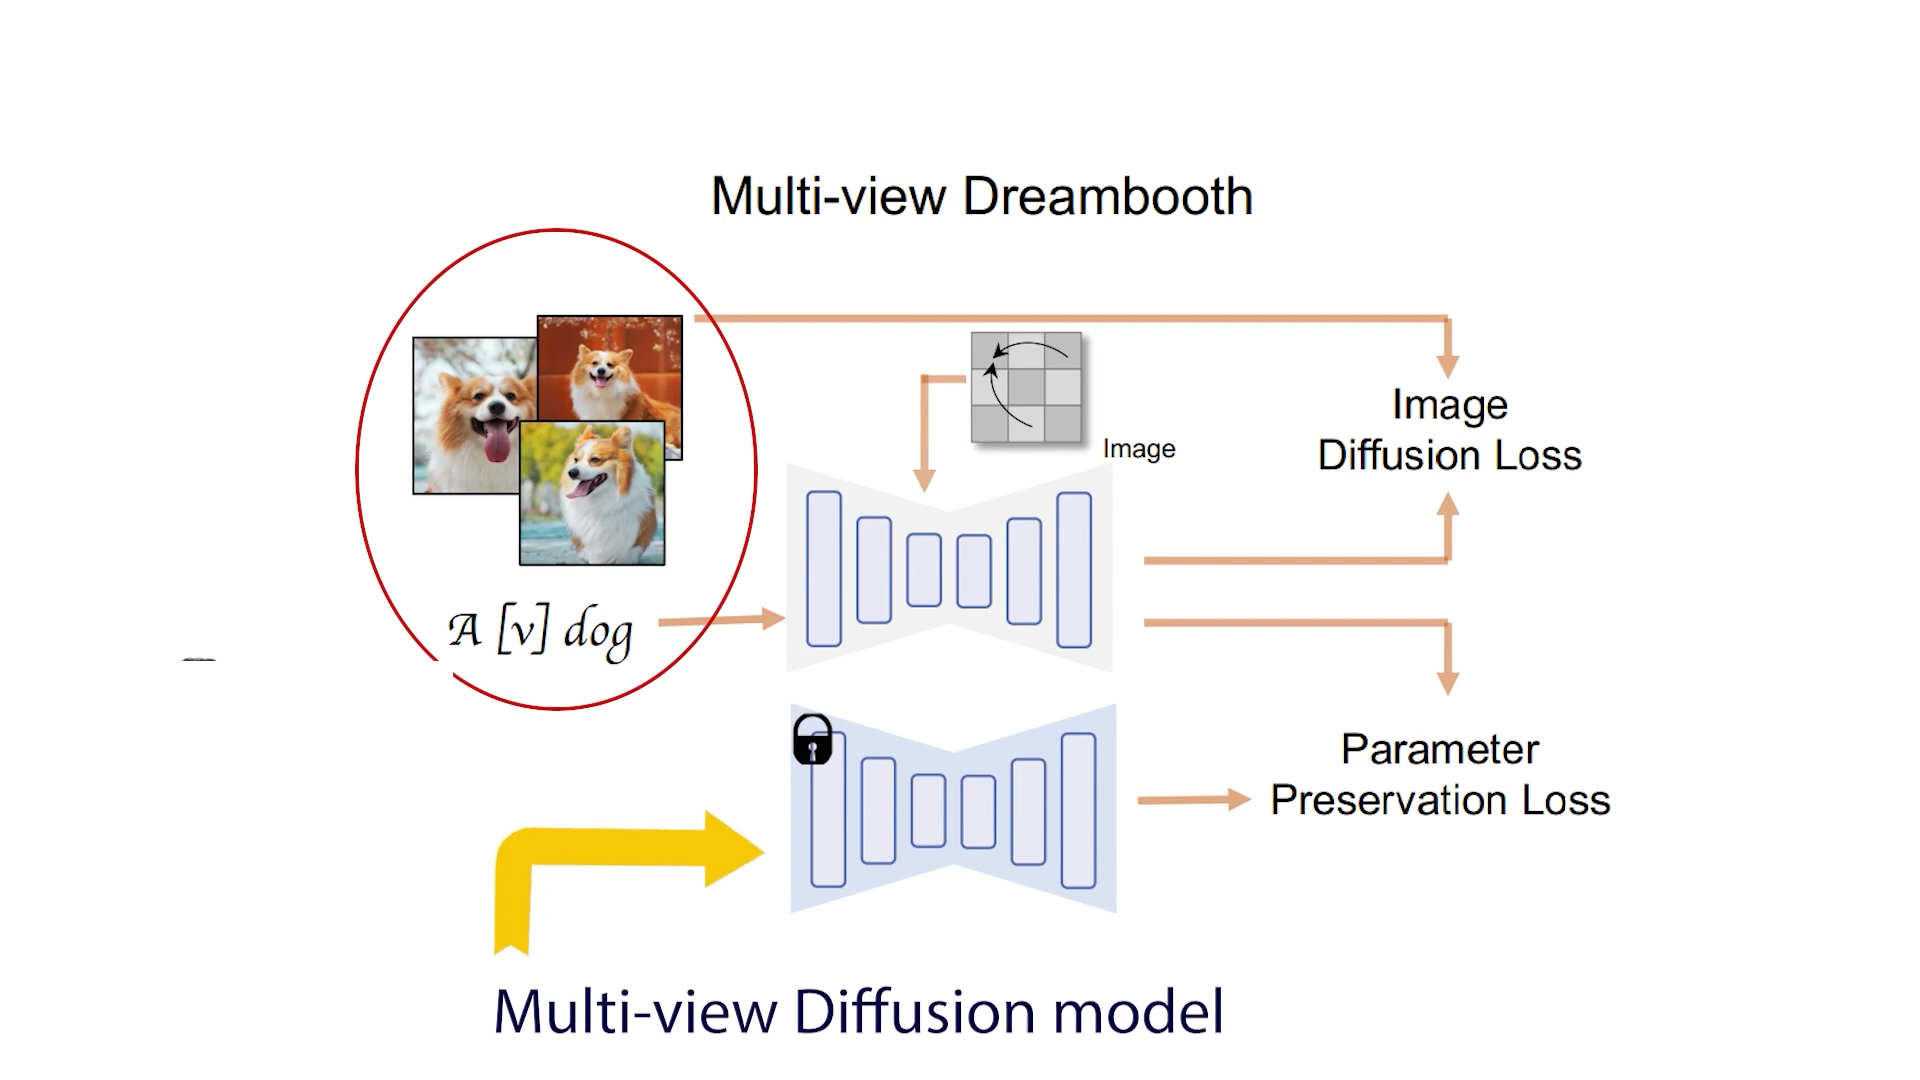 Multi-view Dreambooth
Image
Image
Diffusion Loss
A [v] dog
Parameter
Preservation Loss
Multi-view Diffusion model